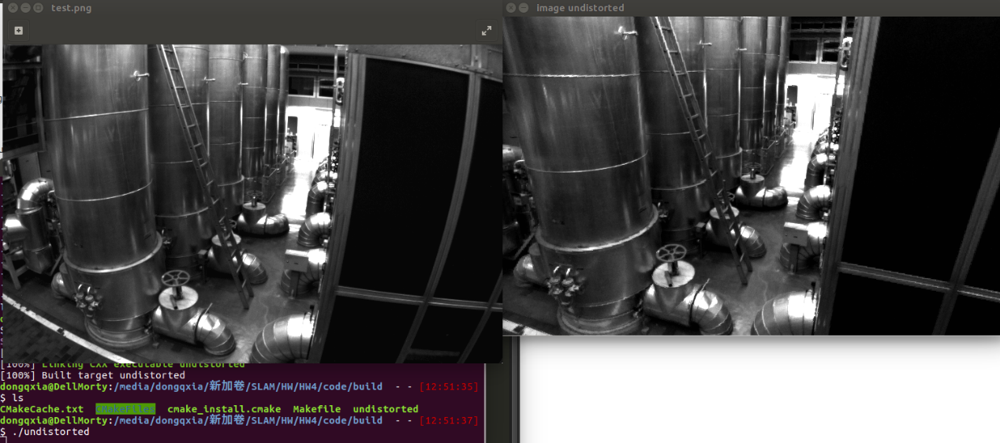 test.png
image undistorted
[100%] Linking CXX executable undistorted
[100%] Built target undistorted
dongqxia@DellMorty:/media/dongqxia/新加卷/SLAM/HW/HW4/code/build - - [12:51:35]
$ ls
CMakeCache.txt CMakeFiles cmake_install.cmake Makefile undistorted
dongqxia@DellMorty:/media/dongqxia/新加卷/SLAM/HW/HW4/code/build - - [12:51:37]
$ ./undistorted